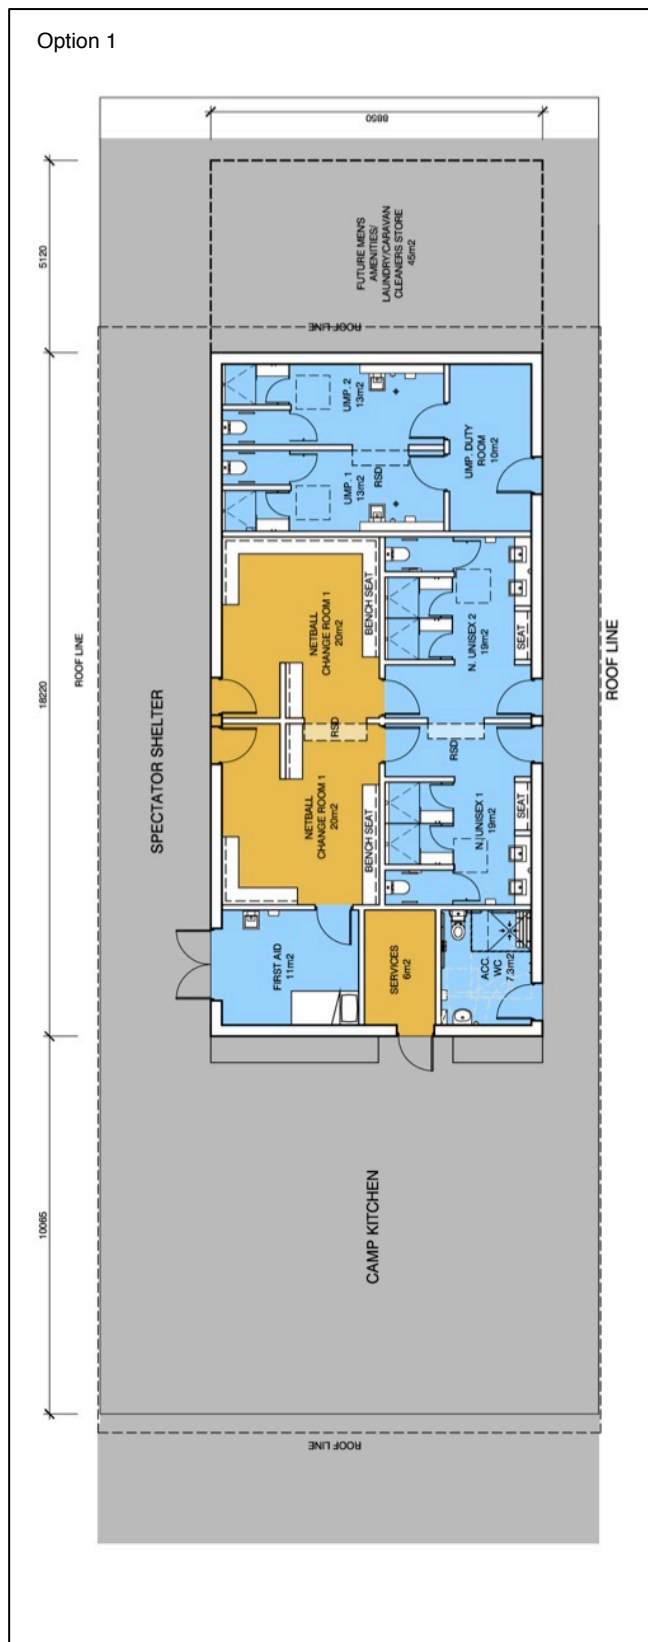 Option 1
8850
5120
FUTURE MEN'S
AMENITIES/
LAUNDRY/CARAVAN
CLEANERS STORE
45m2
ROOF LINE
UMP. 2
13m2
UMP. 1
13m2
RSD
UMP. DUTY
ROOM
10m2
18220
ROOF LINE
SPECTATOR SHELTER
NETBALL
CHANGE ROOM 1
20m2
BENCH SEAT
RSD
NETBALL
CHANGE ROOM 1
20m2
BENCH SEAT
N. UNISEX 2
19m2
SEAT
RSD
N. UNISEX 1
19m2
SEAT
ROOF LINE
FIRST AID
11m2
SERVICES
6m2
ACC.
WC
7.3m2
10065
CAMP KITCHEN
ROOF LINE